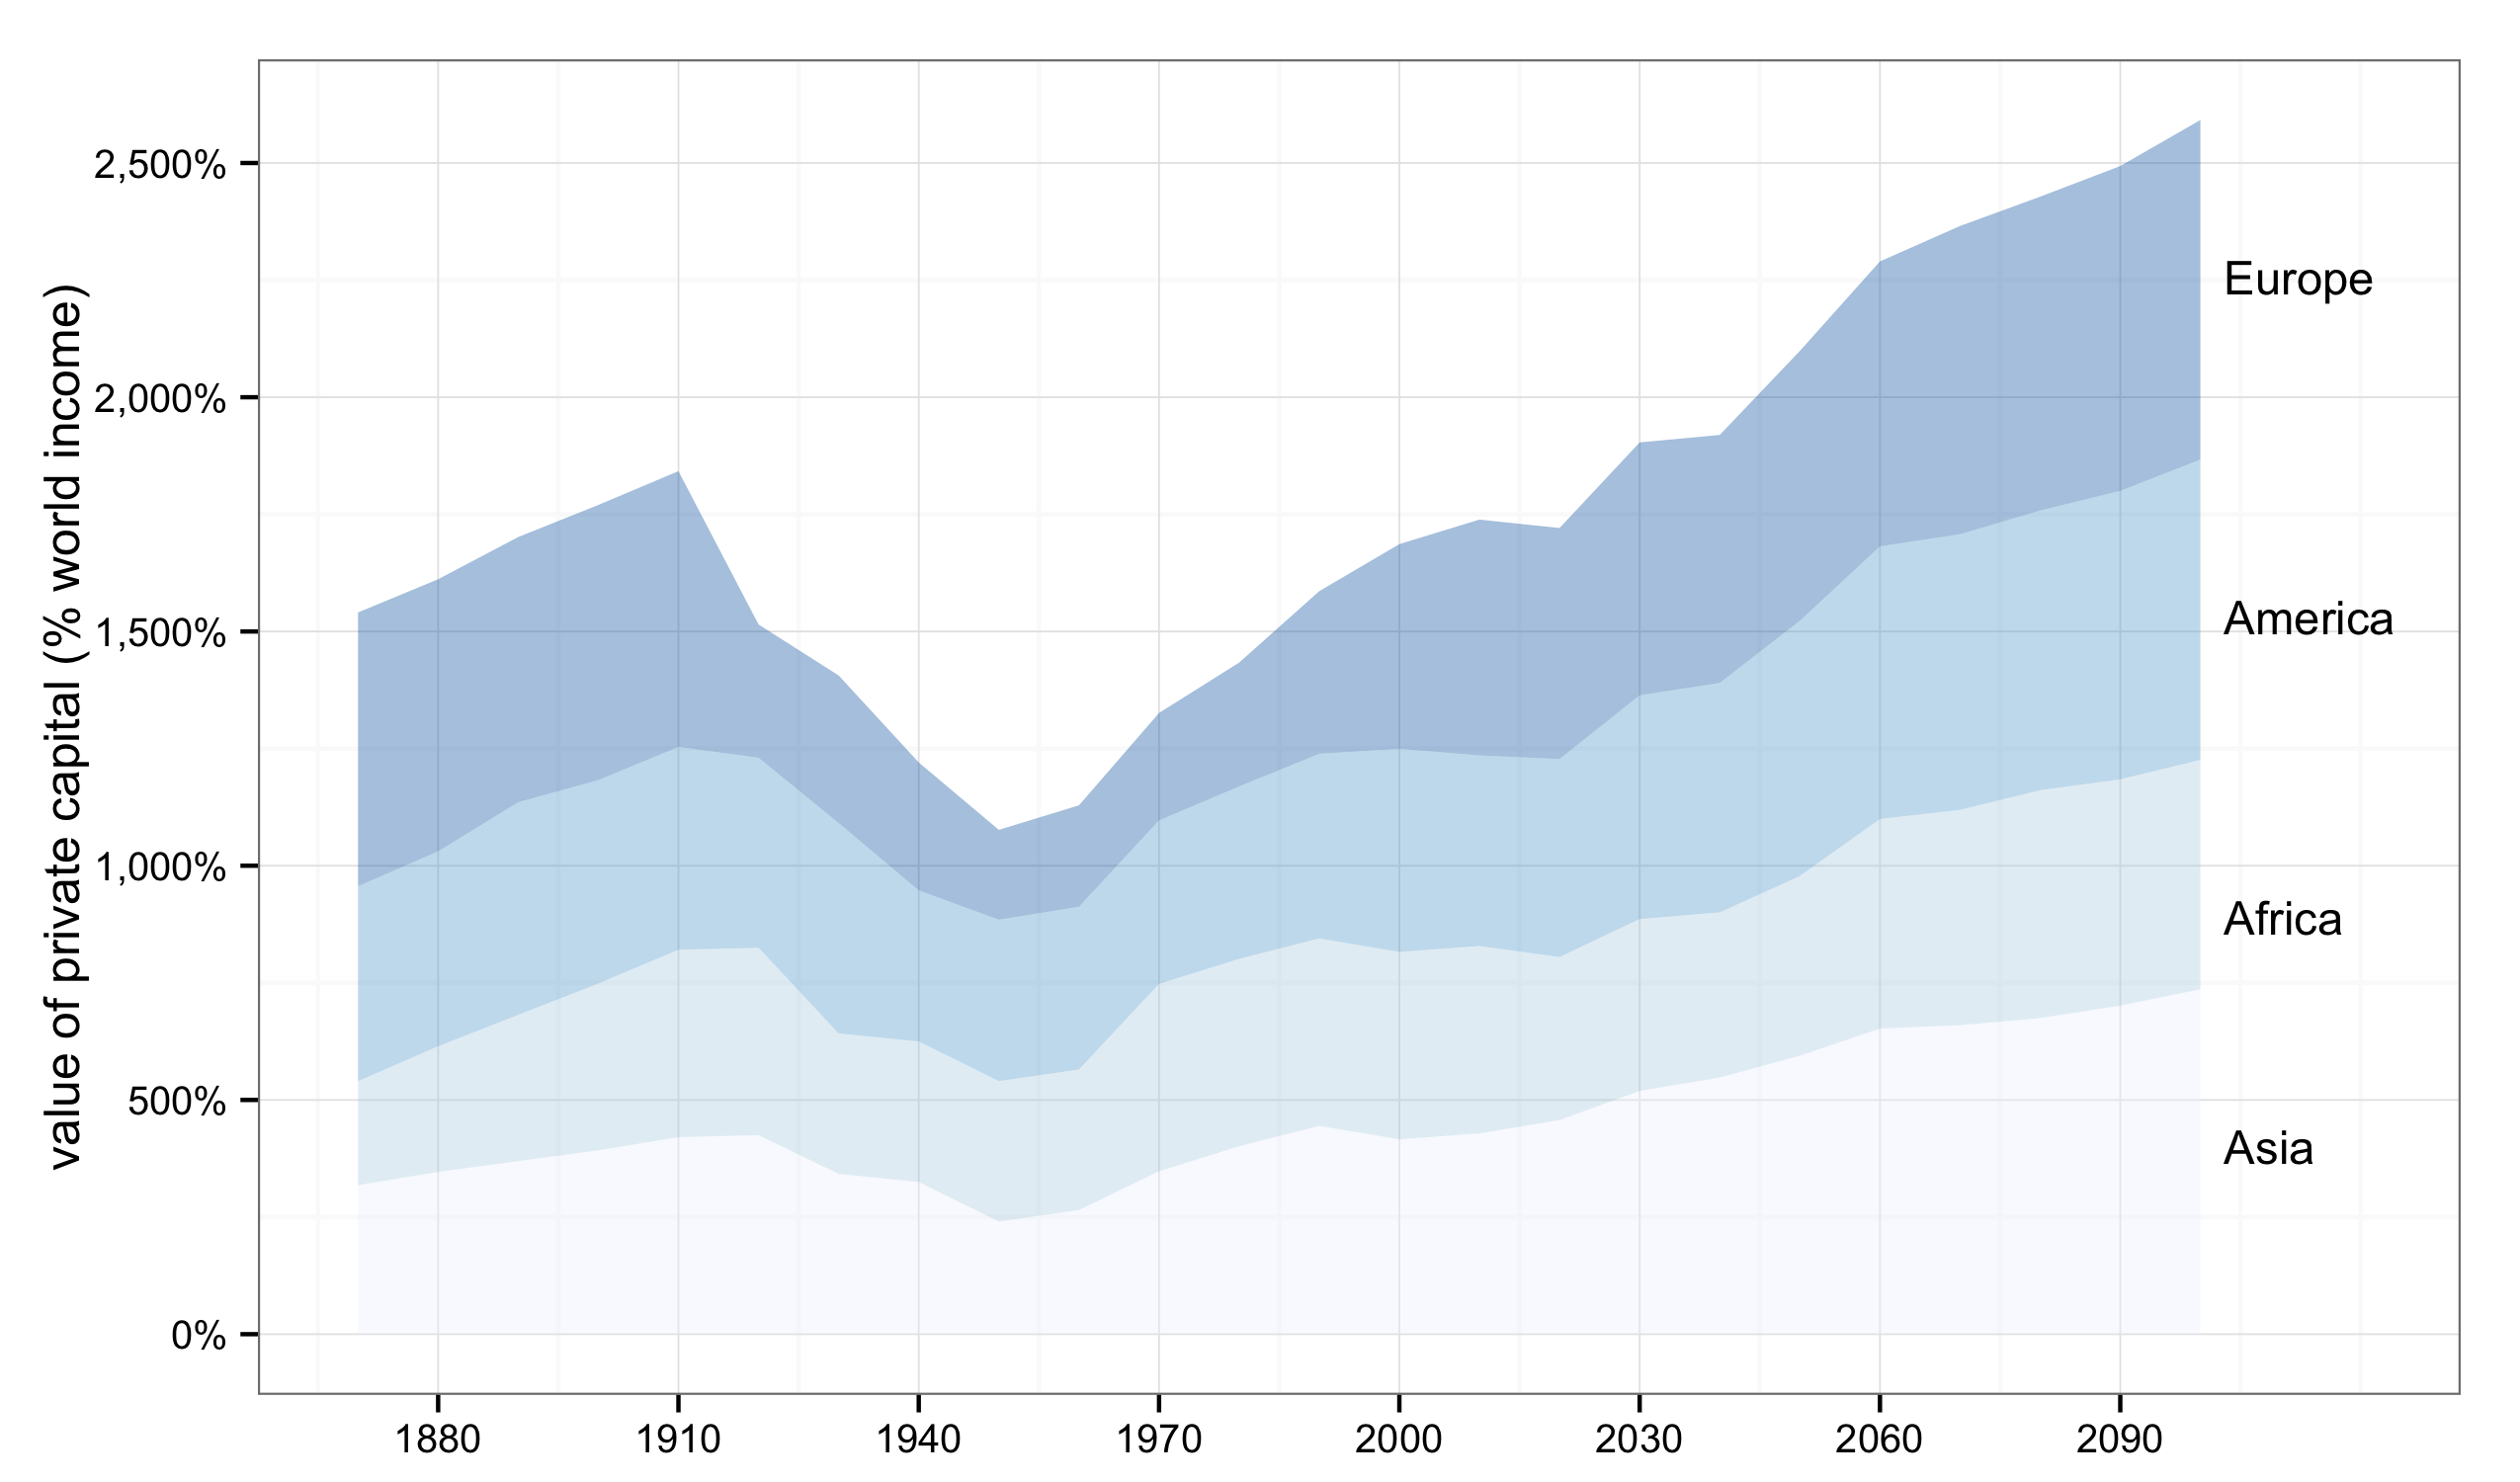 value of private capital (% world income)
2,500%
2,000%
1,500%
1,000%
500%
0%
Europe
America
Africa
Asia
1880 1910 1940 1970 2000 2030 2060 2090